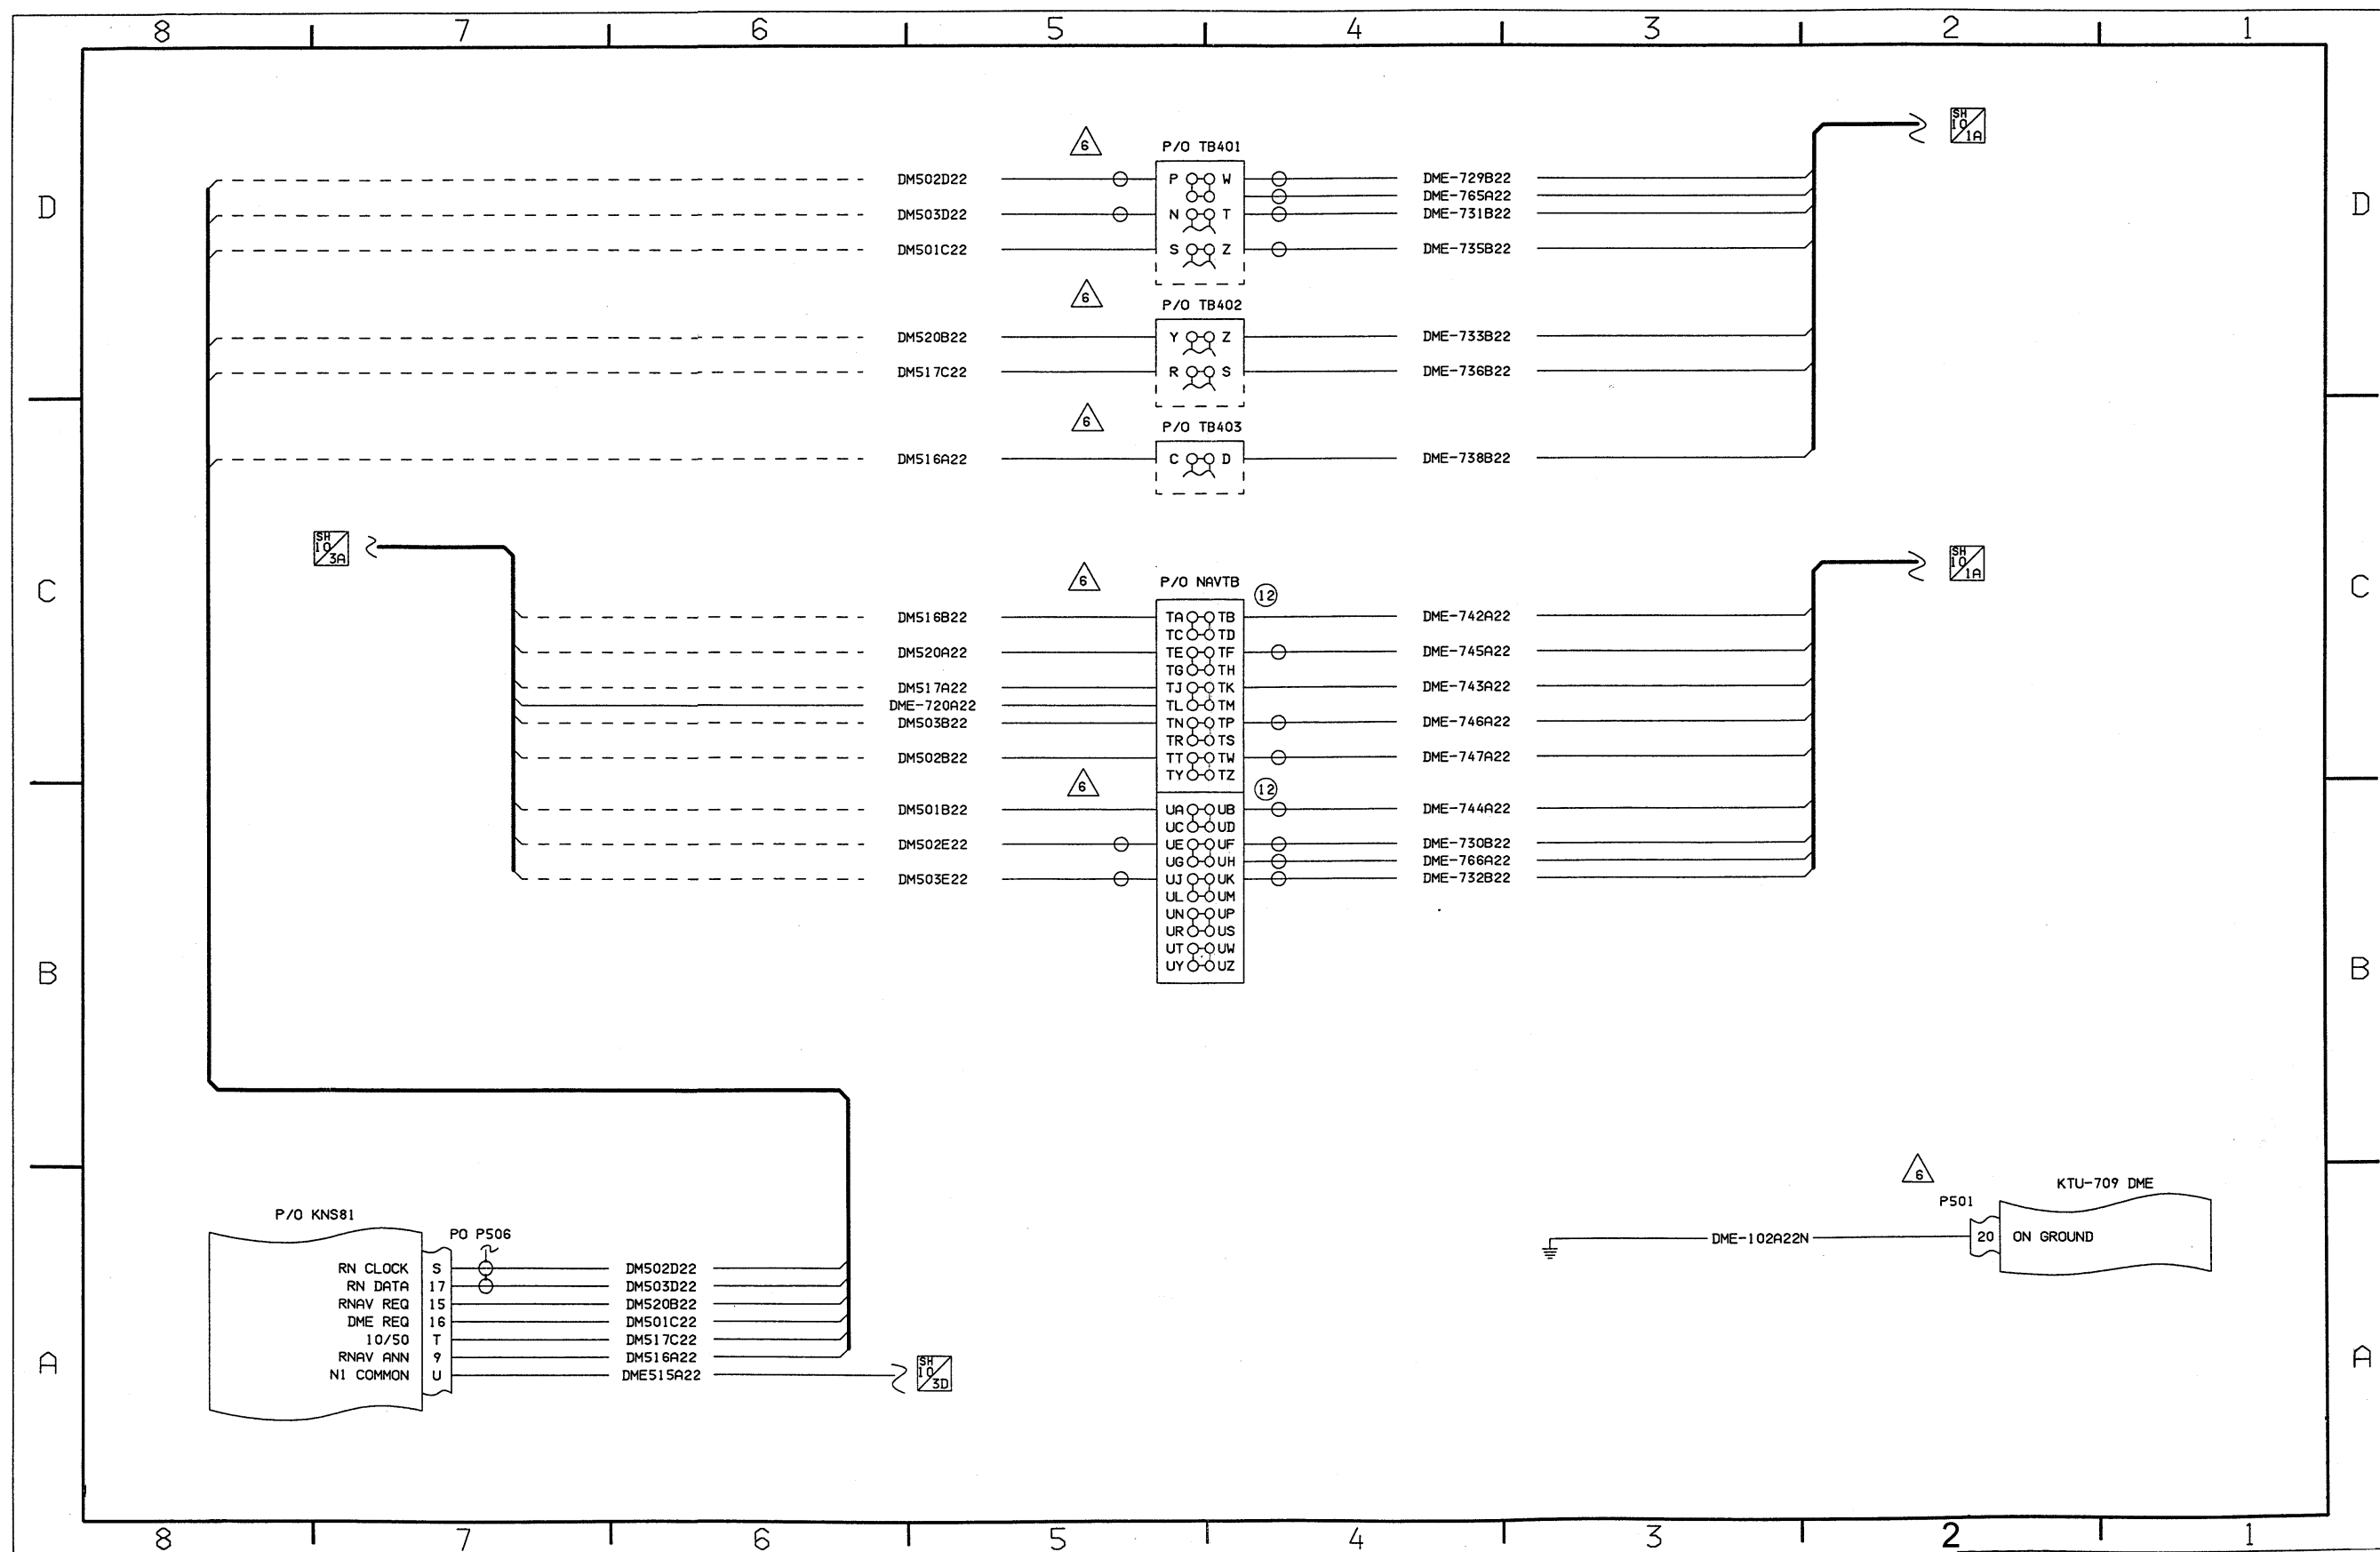 8 7 6 5 4 3 2 1
SH 10 1A
6
P/O TB401
DM502D22 P W DME-729B22
DME-765A22
D DM503D22 N T DME-731B22 D
DM501C22 S Z DME-735B22
6
P/O TB402
DM520B22 Y Z DME-733B22
DM517C22 R S DME-736B22
6
P/O TB403
DM516A22 C D DME-738B22
SH 10 3A
SH 10 1A
6
P/O NAVTB
C C
12
DM516B22 TA TB DME-742A22
TC TD
DM520A22 TE TF DME-745A22
TG TH
DM517A22 TJ TK DME-743A22
DME-720A22 TL TM
DM503B22 TN TP DME-746A22
TR TS
DM502B22 TT TW DME-747A22
TY TZ
6
12
DM501B22 UA UB DME-744A22
UC UD
DM502E22 UE UF DME-730B22
UG UH DME-766A22
DM503E22 UJ UK DME-732B22
UL UM
UN UP
UR US
UT UW
UY UZ
B B
6
KTU-709 DME
P501
DME-102A22N 20 ON GROUND
P/O KNS81
PO P506
RN CLOCK S DM502D22
RN DATA 17 DM503D22
RNAV REQ 15 DM520B22
DME REQ 16 DM501C22
10/50 T DM517C22
RNAV ANN 9 DM516A22
N1 COMMON U DME515A22
SH 10 3D
A A
8 7 6 5 4 3 2 1